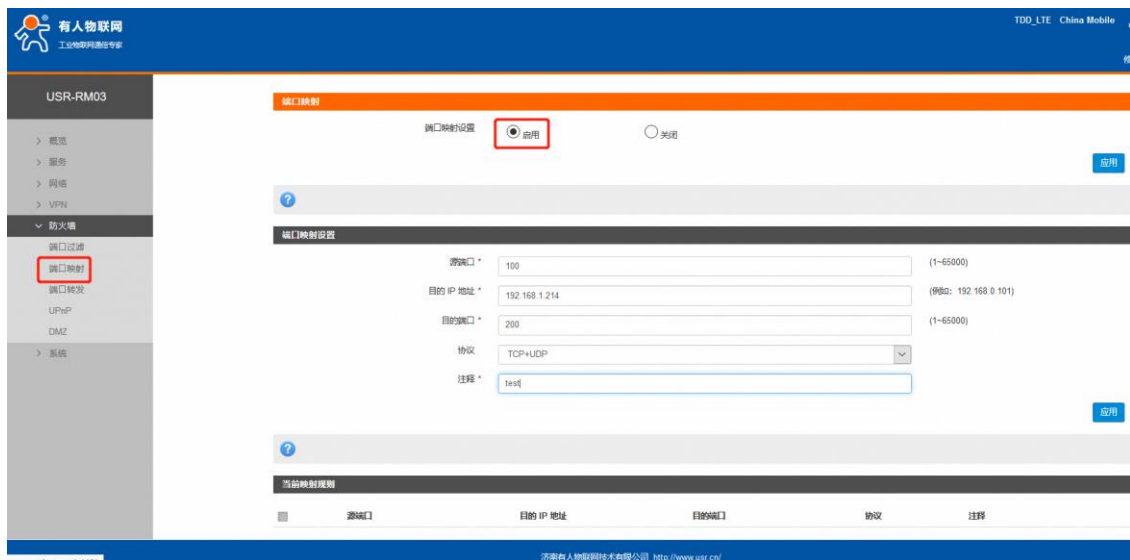 有人物联网
工业物联网通信专家
TDD_LTE China Mobile
USR-RM03
概览
服务
网络
VPN
防火墙
端口过滤
端口映射
端口转发
UPnP
DMZ
系统
端口映射
端口映射设置 启用 关闭
应用
端口映射设置
源端口 * 100 (1~65000)
目的 IP 地址 * 192.168.1.214 (例如: 192.168.0.101)
目的端口 * 200 (1~65000)
协议 TCP+UDP
注释 * test
应用
当前映射规则
源端口 目的 IP 地址 目的端口 协议 注释
济南有人物联网技术有限公司 http://www.usr.cn/